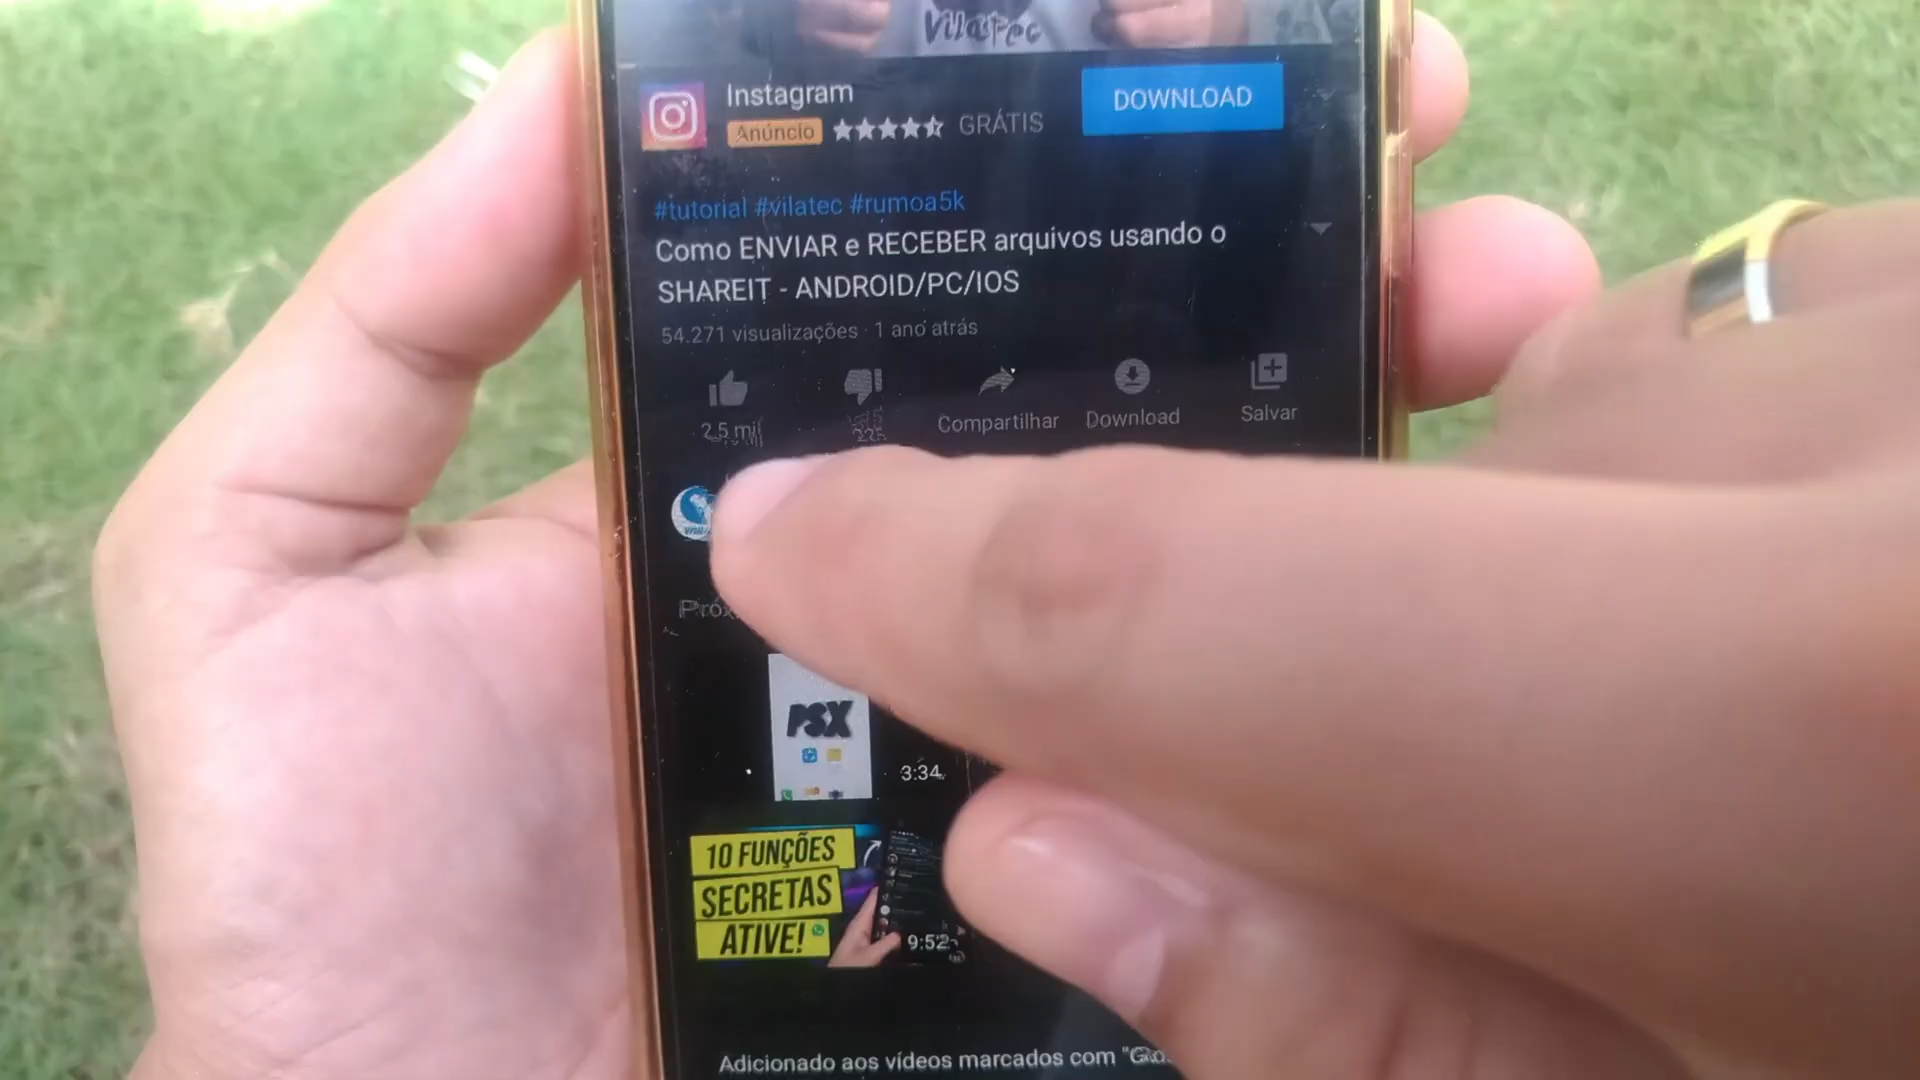 Vilatec
Instagram
Anúncio GRÁTIS
DOWNLOAD
#tutorial #vilatec #rumoa5k
Como ENVIAR e RECEBER arquivos usando o
SHAREIT - ANDROID/PC/IOS
54.271 visualizações · 1 ano atrás
2,5 mil
Compartilhar
Download
Salvar
PSX
3:34
10 FUNÇÕES
SECRETAS
ATIVE!
9:52
Adicionado aos vídeos marcados com